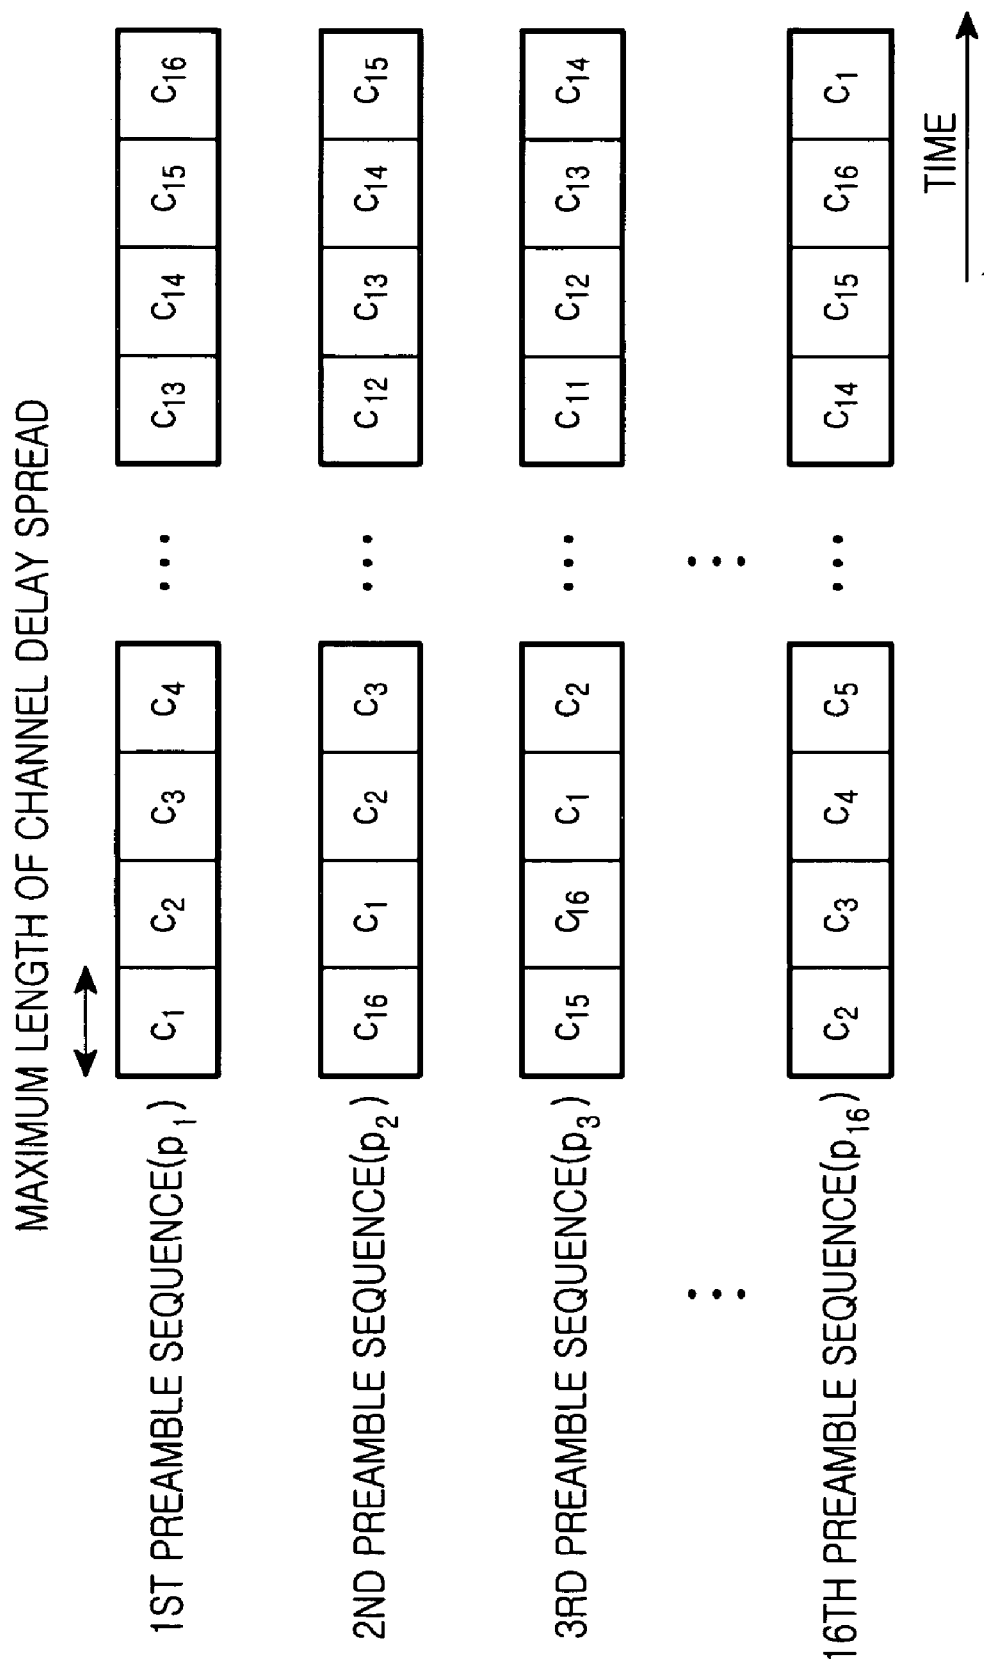 MAXIMUM LENGTH OF CHANNEL DELAY SPREAD
1ST PREAMBLE SEQUENCE(p1) C1 C2 C3 C4 ... C13 C14 C15 C16
2ND PREAMBLE SEQUENCE(p2) C16 C1 C2 C3 ... C12 C13 C14 C15
3RD PREAMBLE SEQUENCE(p3) C15 C16 C1 C2 ... C11 C12 C13 C14
... ...
16TH PREAMBLE SEQUENCE(p16) C2 C3 C4 C5 ... C14 C15 C16 C1
TIME